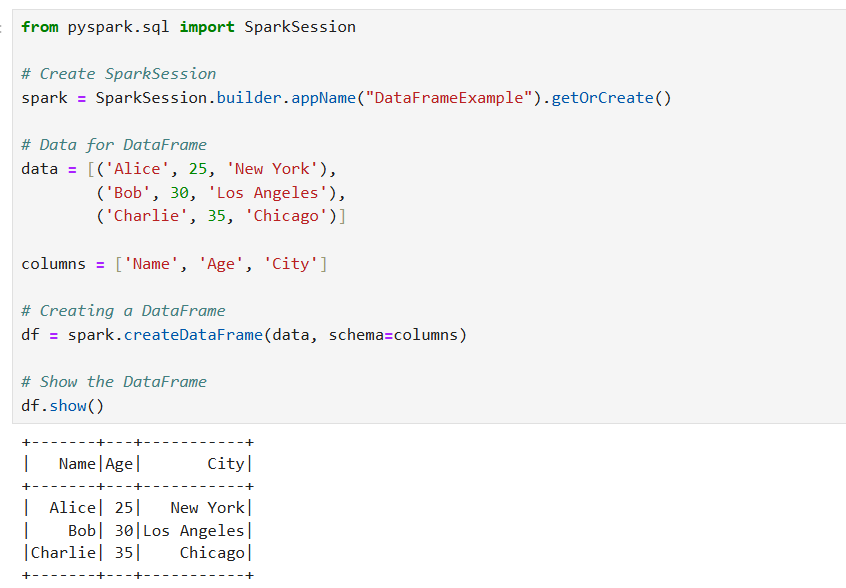 from pyspark.sql import SparkSession
# Create SparkSession
spark = SparkSession.builder.appName("DataFrameExample").getOrCreate()
# Data for DataFrame
data = [('Alice', 25, 'New York'),
        ('Bob', 30, 'Los Angeles'),
        ('Charlie', 35, 'Chicago')]
columns = ['Name', 'Age', 'City']
# Creating a DataFrame
df = spark.createDataFrame(data, schema=columns)
# Show the DataFrame
df.show()
+-------+---+-----------+
|   Name|Age|       City|
+-------+---+-----------+
|  Alice| 25|   New York|
|    Bob| 30|Los Angeles|
|Charlie| 35|    Chicago|
+-------+---+-----------+